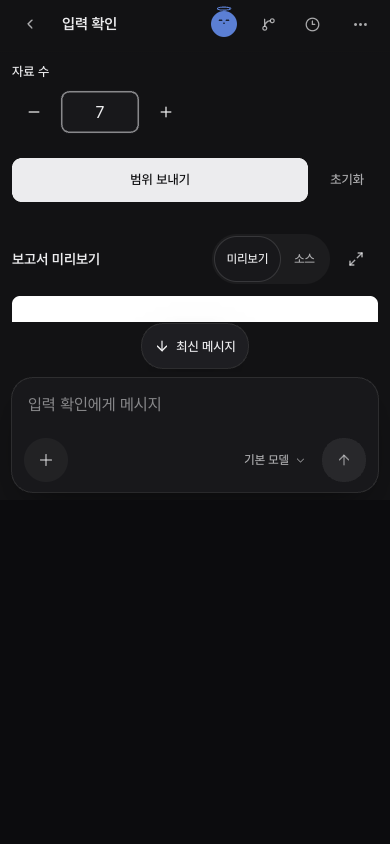 입력 확인
자료 수
7
범위 보내기
초기화
보고서 미리보기
미리보기
소스
최신 메시지
입력 확인에게 메시지
기본 모델